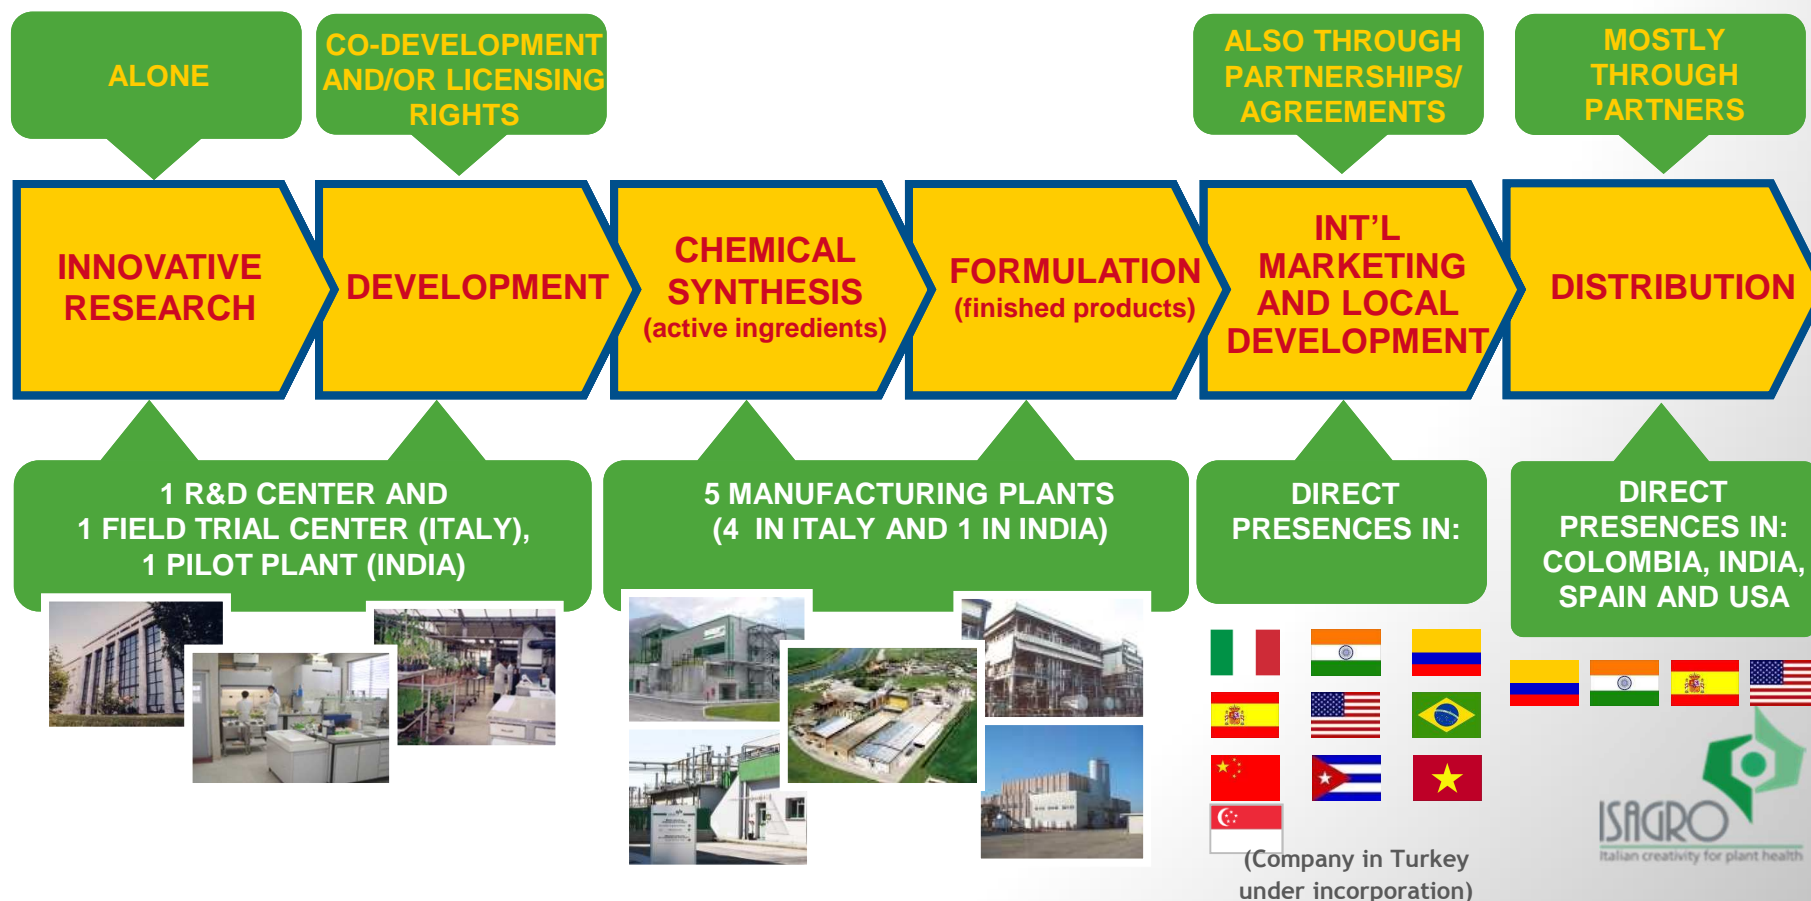 ALONE
CO-DEVELOPMENT
AND/OR LICENSING
RIGHTS
ALSO THROUGH
PARTNERSHIPS/
AGREEMENTS
MOSTLY
THROUGH
PARTNERS
INNOVATIVE
RESEARCH
DEVELOPMENT
CHEMICAL
SYNTHESIS
(active ingredients)
FORMULATION
(finished products)
INT'L
MARKETING
AND LOCAL
DEVELOPMENT
DISTRIBUTION
1 R&D CENTER AND
1 FIELD TRIAL CENTER (ITALY),
1 PILOT PLANT (INDIA)
5 MANUFACTURING PLANTS
(4 IN ITALY AND 1 IN INDIA)
DIRECT
PRESENCES IN:
DIRECT
PRESENCES IN:
COLOMBIA, INDIA,
SPAIN AND USA
(Company in Turkey
under incorporation)
ISAGRO
Italian creativity for plant health